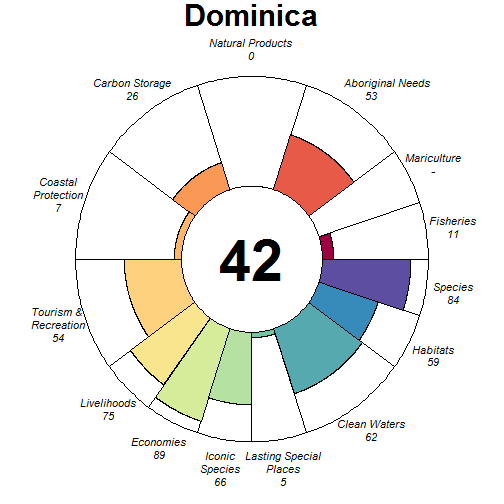 Dominica
Natural Products
0
Carbon Storage
26
Aboriginal Needs
53
Mariculture
-
Coastal
Protection
7
Fisheries
11
42
Species
84
Tourism &
Recreation
54
Habitats
59
Livelihoods
75
Clean Waters
62
Economies
89
Iconic
Species
66
Lasting Special
Places
5